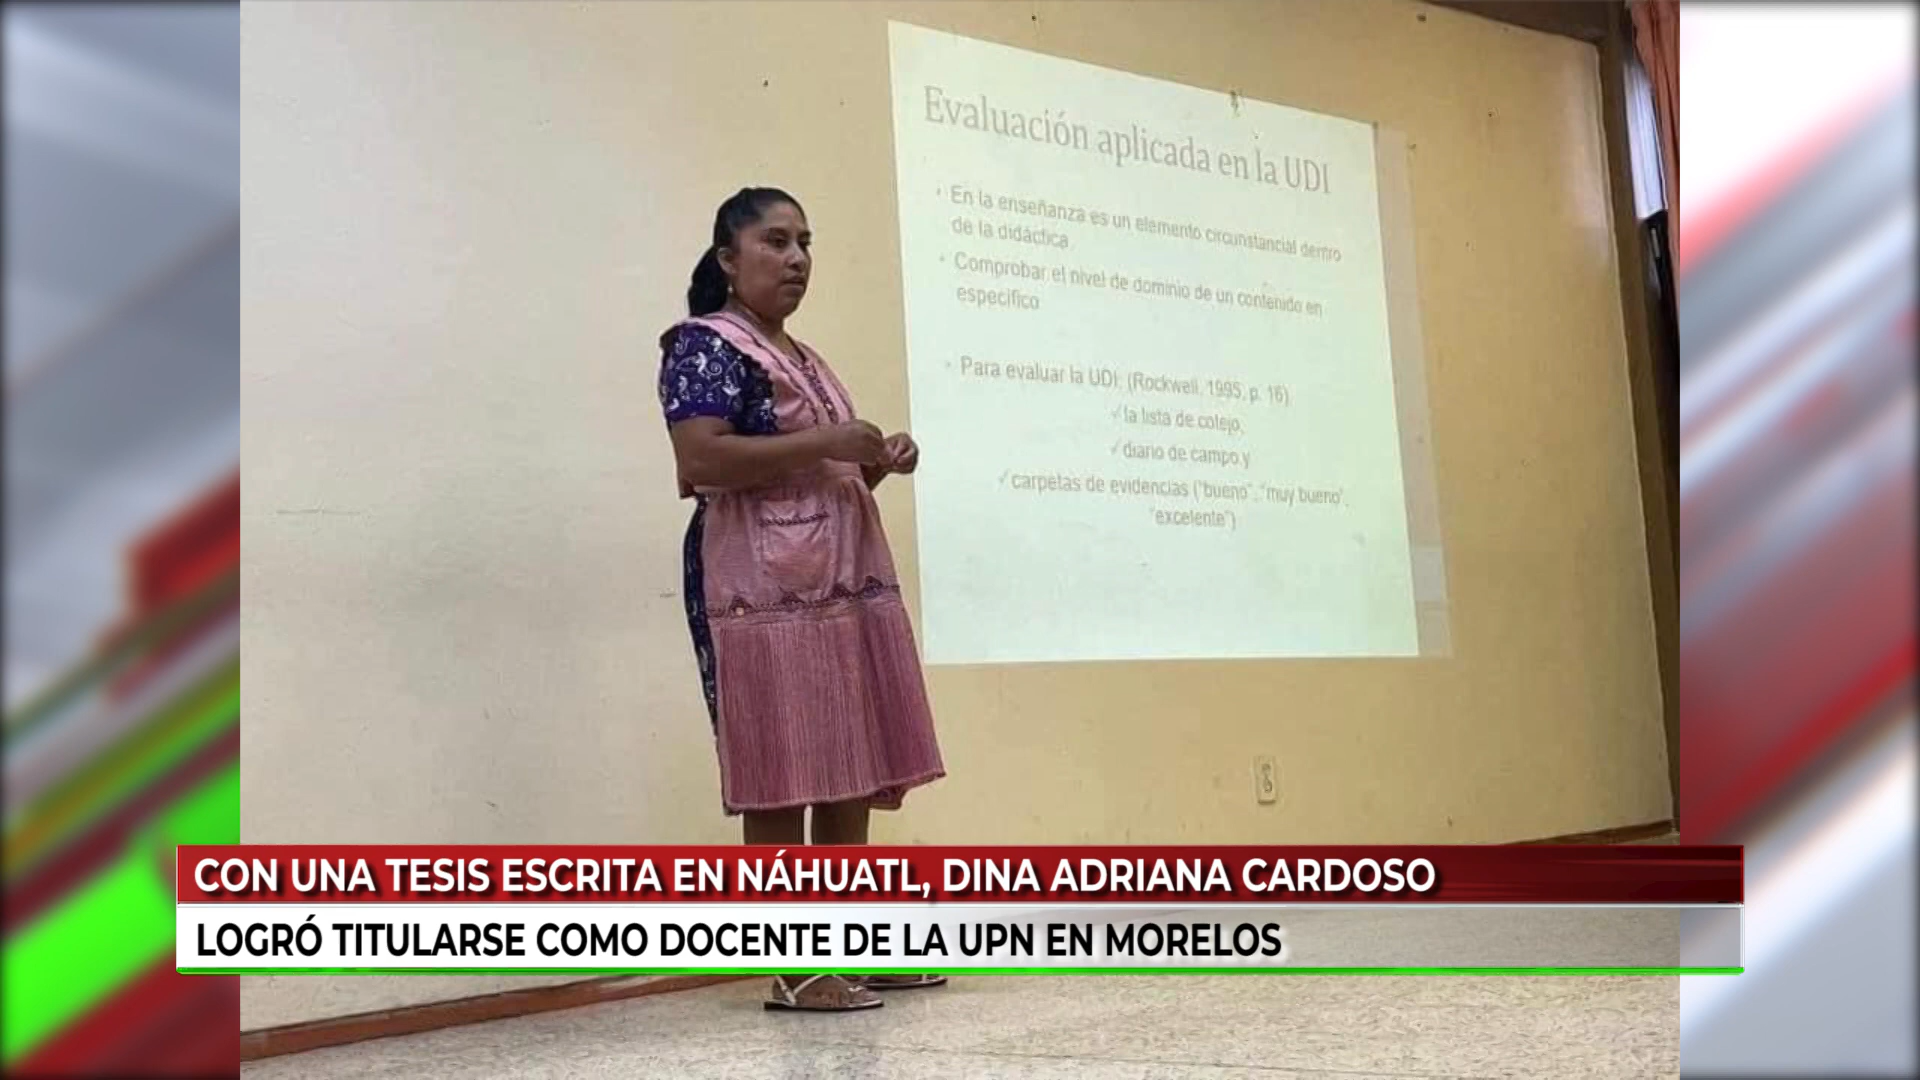 Evaluación aplicada en la UDI
• En la enseñanza es un elemento circunstancial dentro
de la didáctica.
• Comprobar el nivel de dominio de un contenido en
específico
• Para evaluar la UDI; (Rockwell, 1995, p. 16).
✓la lista de cotejo,
✓diario de campo y
✓carpetas de evidencias ("bueno", "muy bueno",
"excelente")
CON UNA TESIS ESCRITA EN NÁHUATL, DINA ADRIANA CARDOSO
LOGRÓ TITULARSE COMO DOCENTE DE LA UPN EN MORELOS